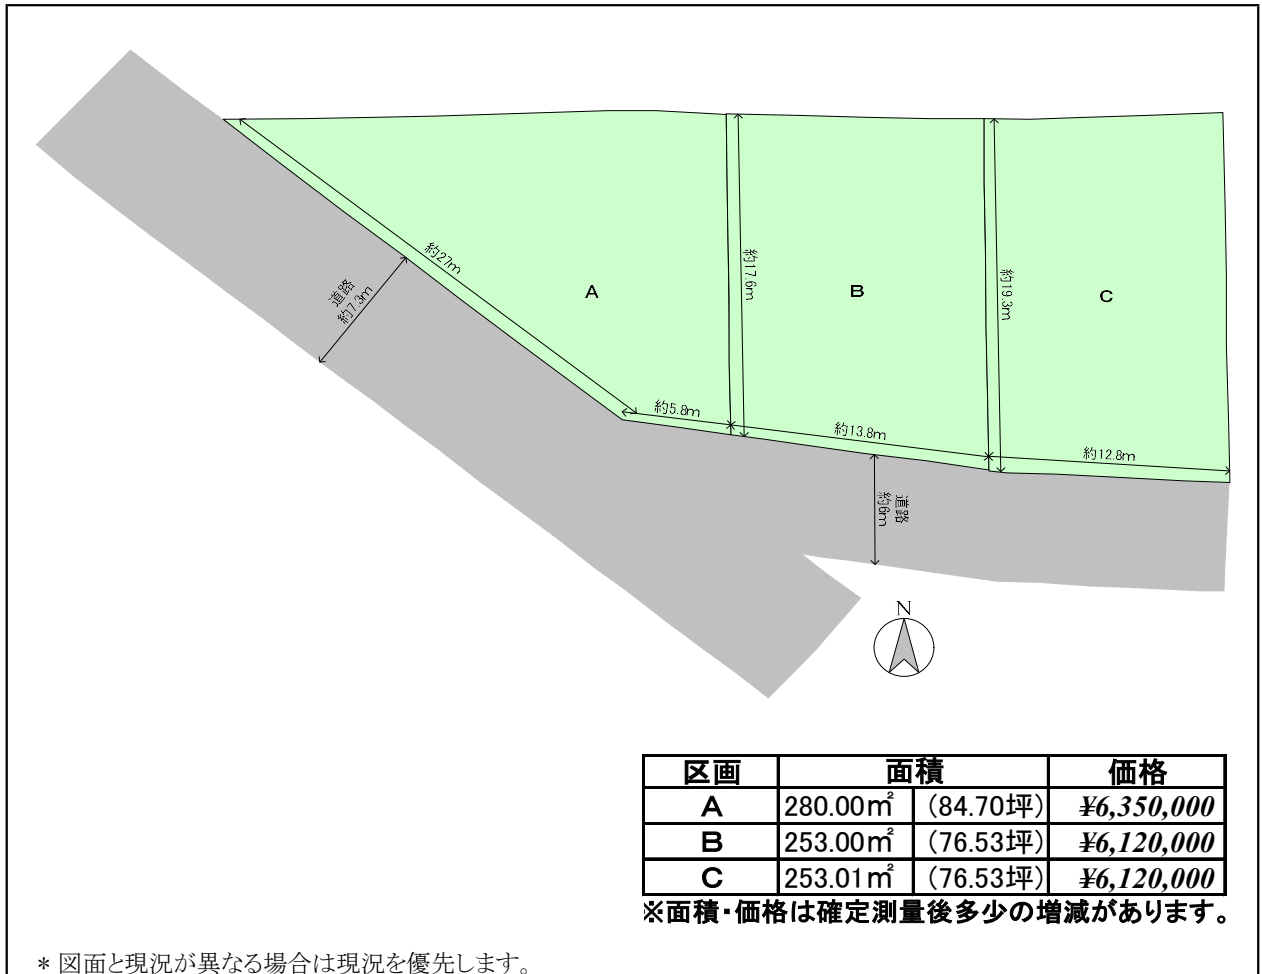 約27m
道路
約7.3m
A
約17.6m
B
約19.3m
C
約5.8m
約13.8m
約12.8m
道路
約6m
N
区画 面積 価格
A 280.00㎡ (84.70坪) ¥6,350,000
B 253.00㎡ (76.53坪) ¥6,120,000
C 253.01㎡ (76.53坪) ¥6,120,000
※面積・価格は確定測量後多少の増減があります。
* 図面と現況が異なる場合は現況を優先します。